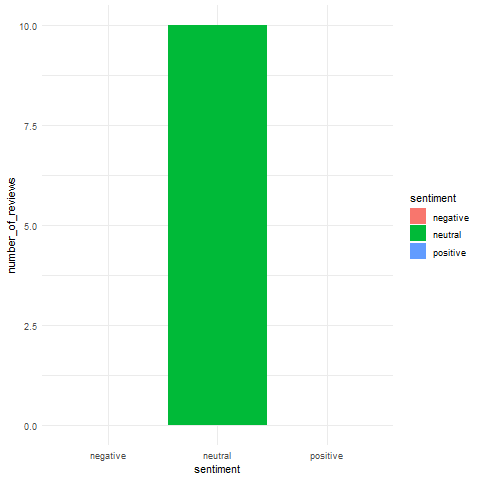 10.0
7.5
5.0
2.5
0.0
number_of_reviews
negative
neutral
positive
sentiment
sentiment
negative
neutral
positive